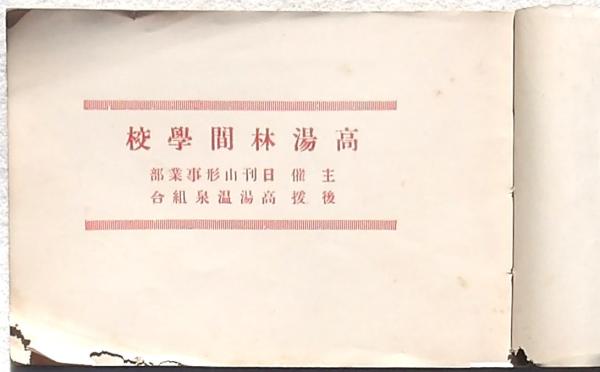 高湯林間學校
主催 日刊山形事業部
後援 高湯温泉組合